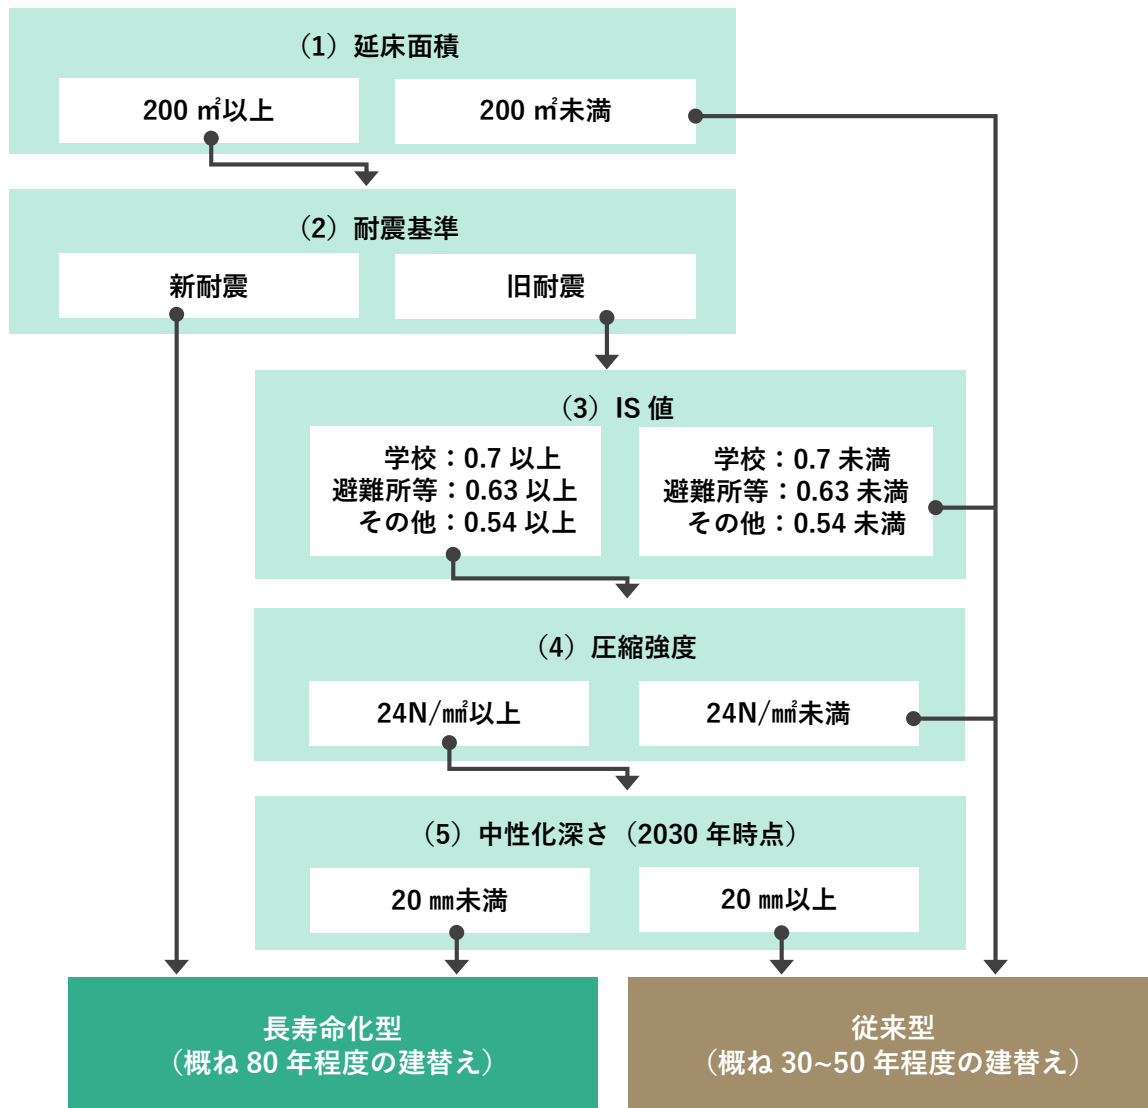 （1）延床面積
200 ㎡以上
200 ㎡未満
（2）耐震基準
新耐震
旧耐震
（3）IS 値
学校：0.7 以上
避難所等：0.63 以上
その他：0.54 以上
学校：0.7 未満
避難所等：0.63 未満
その他：0.54 未満
（4）圧縮強度
24N/㎟以上
24N/㎟未満
（5）中性化深さ（2030 年時点）
20 ㎜未満
20 ㎜以上
長寿命化型
（概ね 80 年程度の建替え）
従来型
（概ね 30~50 年程度の建替え）